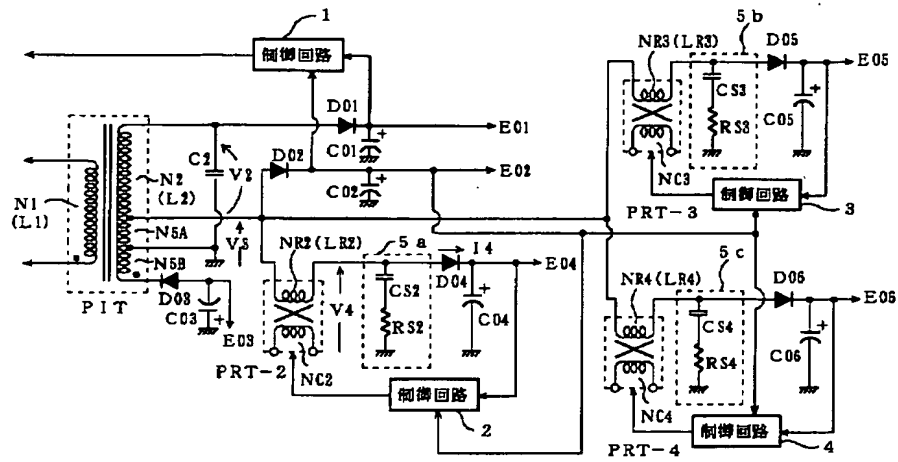 1
制御回路
5b
NR3(LR3)
D05
E05
CS3
RS3
C05
NC3
PRT-3
制御回路
3
D01
E01
C01
D02
E02
C02
C2
V2
N2
(L2)
N1
(L1)
N5A
V3
N5B
D03
PIT
C03
E03
NR2(LR2)
5a
I4
D04
E04
CS2
V4
RS2
C04
NC2
PRT-2
制御回路
2
5c
NR4(LR4)
D06
E06
CS4
RS4
C06
NC4
PRT-4
制御回路
4